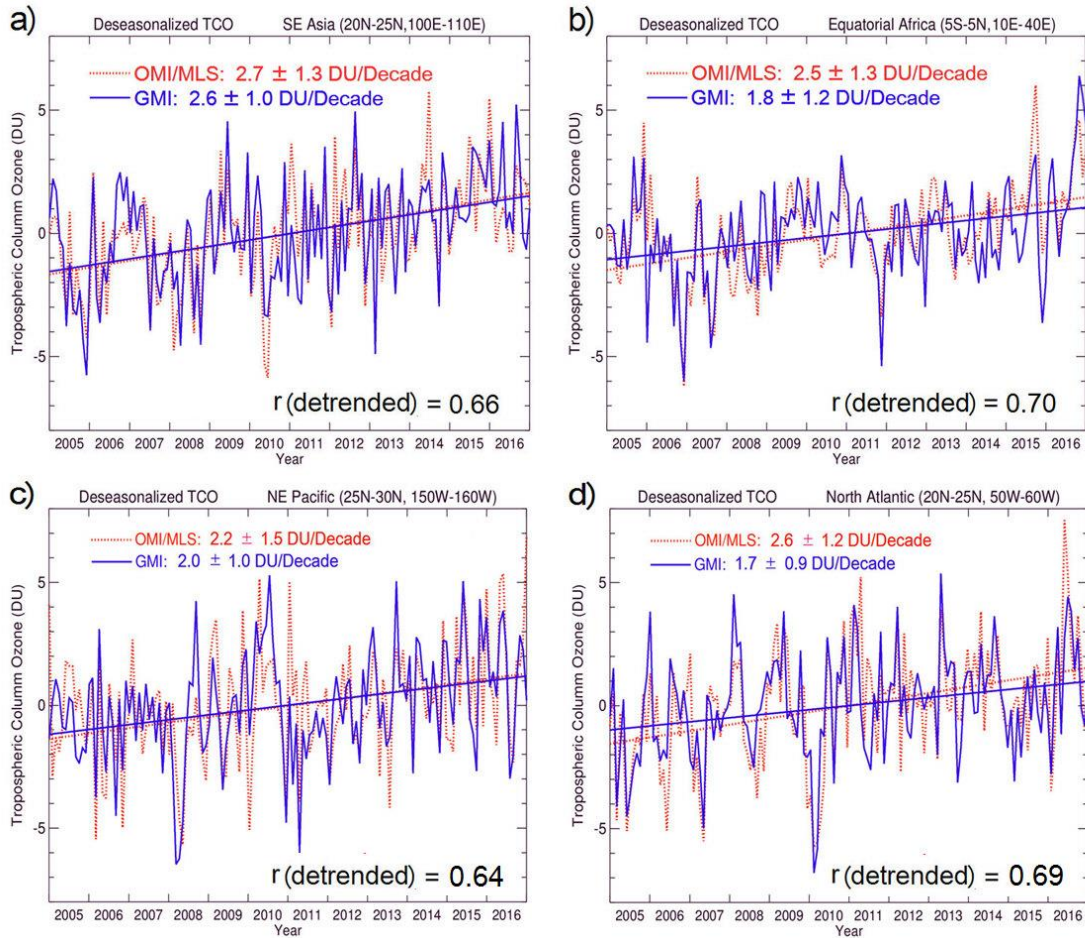 a)
Deseasonalized TCO SE Asia (20N-25N,100E-110E)
OMI/MLS: 2.7 ± 1.3 DU/Decade
GMI: 2.6 ± 1.0 DU/Decade
Tropospheric Column Ozone (DU)
5
0
-5
r (detrended) = 0.66
2005 2006 2007 2008 2009 2010 2011 2012 2013 2014 2015 2016
Year
b)
Deseasonalized TCO Equatorial Africa (5S-5N,10E-40E)
OMI/MLS: 2.5 ± 1.3 DU/Decade
GMI: 1.8 ± 1.2 DU/Decade
Tropospheric Column Ozone (DU)
5
0
-5
r (detrended) = 0.70
2005 2006 2007 2008 2009 2010 2011 2012 2013 2014 2015 2016
Year
c)
Deseasonalized TCO NE Pacific (25N-30N, 150W-160W)
OMI/MLS: 2.2 ± 1.5 DU/Decade
GMI: 2.0 ± 1.0 DU/Decade
Tropospheric Column Ozone (DU)
5
0
-5
r (detrended) = 0.64
2005 2006 2007 2008 2009 2010 2011 2012 2013 2014 2015 2016
Year
d)
Deseasonalized TCO North Atlantic (20N-25N, 50W-60W)
OMI/MLS: 2.6 ± 1.2 DU/Decade
GMI: 1.7 ± 0.9 DU/Decade
Tropospheric Column Ozone (DU)
5
0
-5
r (detrended) = 0.69
2005 2006 2007 2008 2009 2010 2011 2012 2013 2014 2015 2016
Year